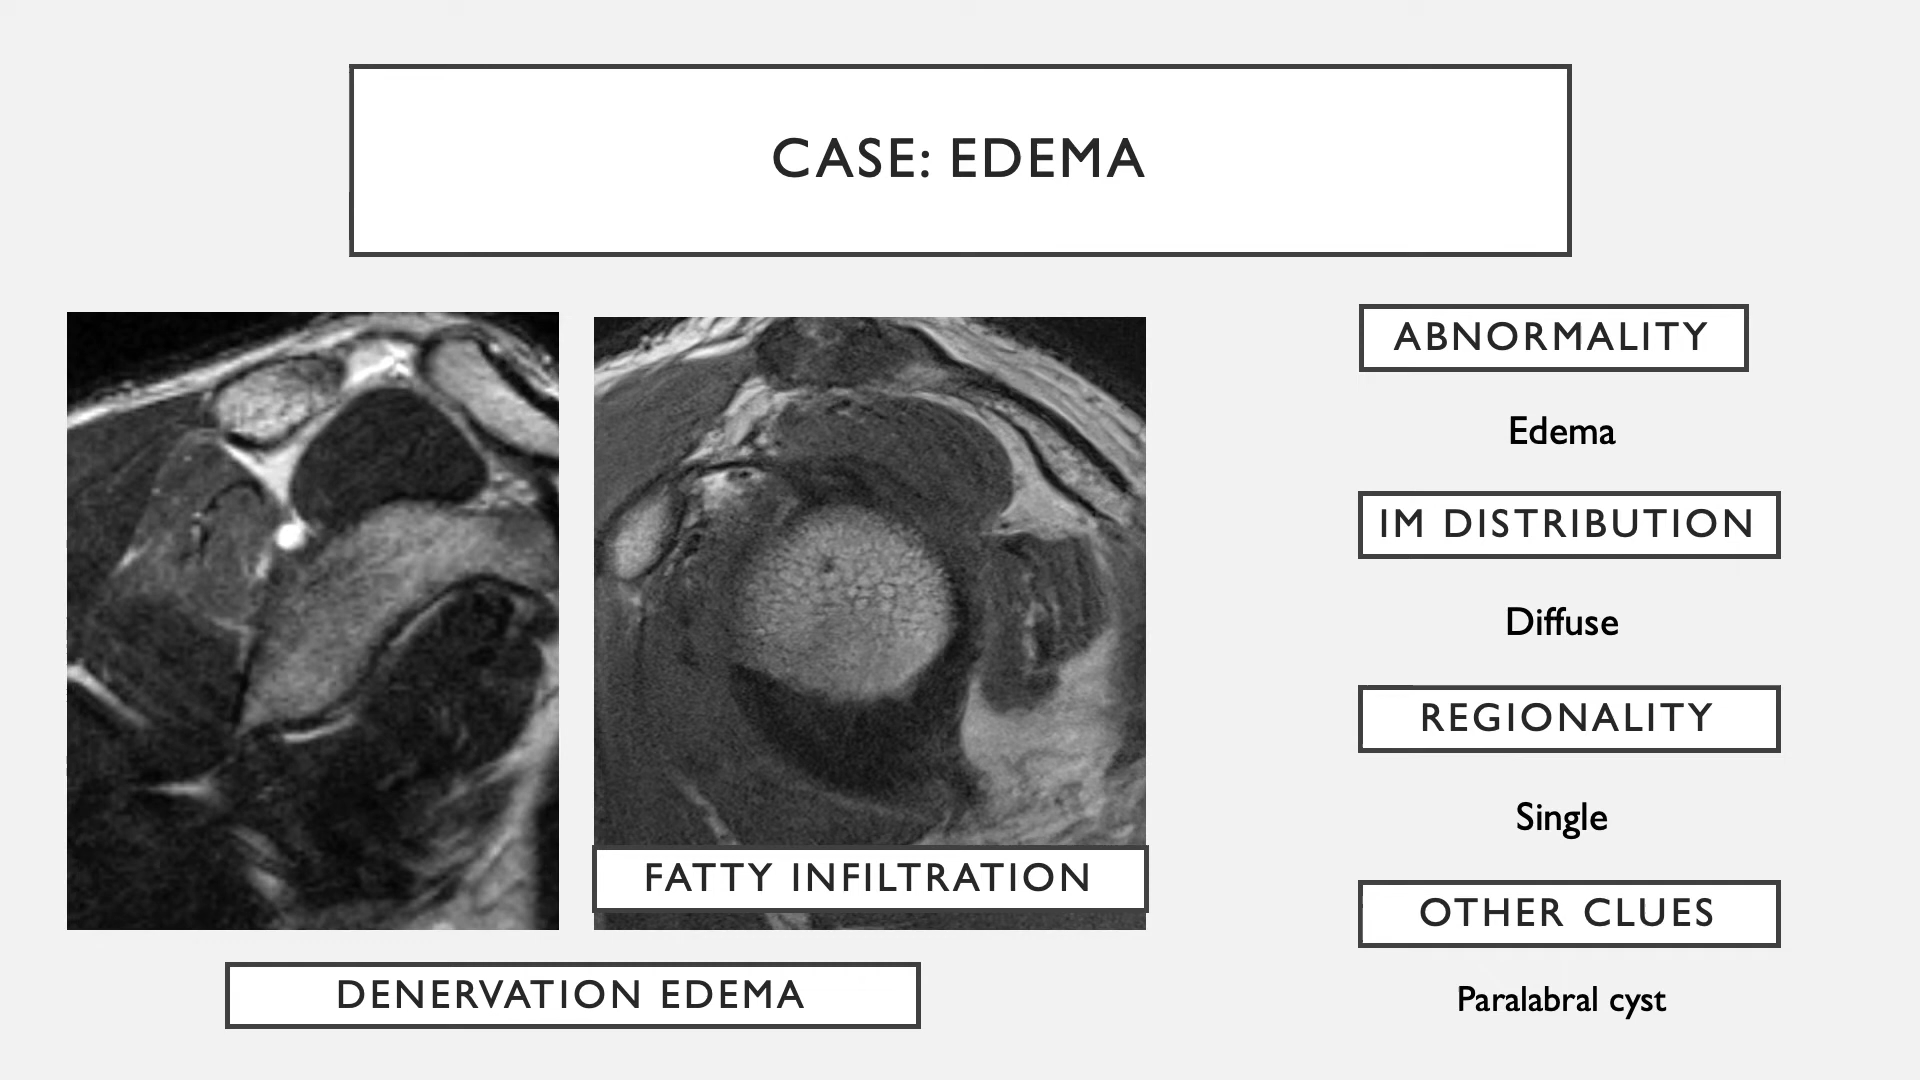 CASE: EDEMA
FATTY INFILTRATION
DENERVATION EDEMA
ABNORMALITY
Edema
IM DISTRIBUTION
Diffuse
REGIONALITY
Single
OTHER CLUES
Paralabral cyst